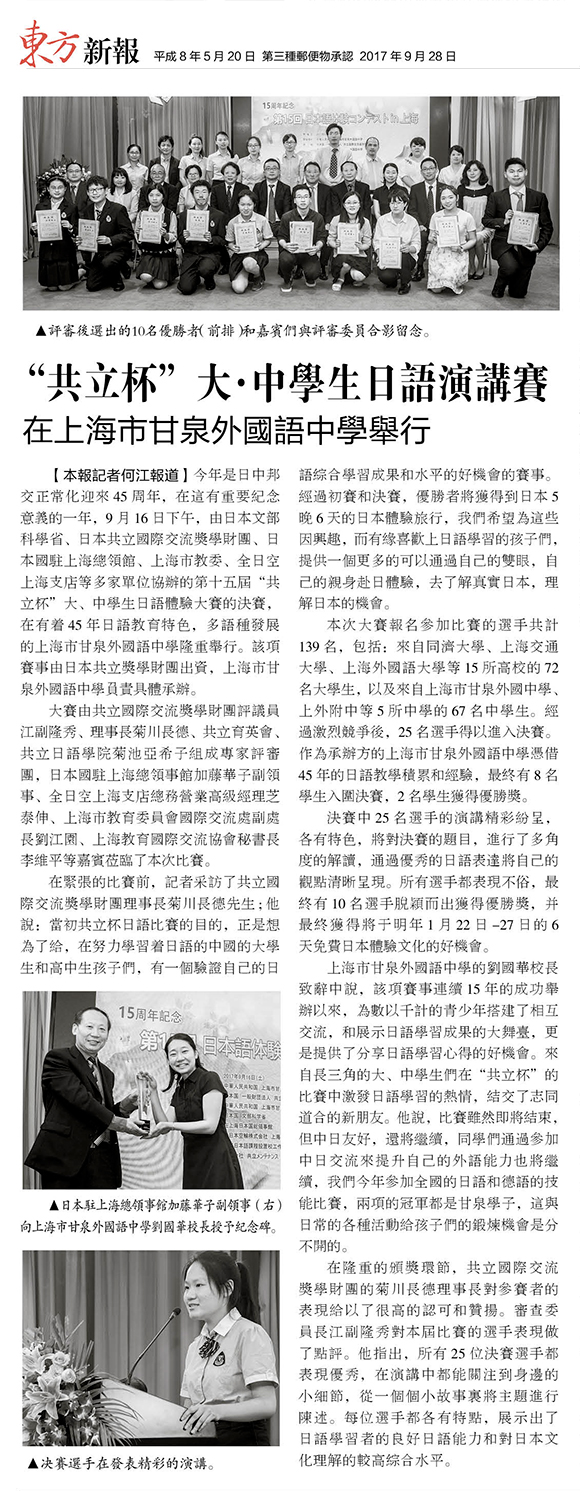 東方新報 平成8年5月20日 第三種郵便物承認 2017年9月28日
15周年記念
第15回 日本語体験コンテスト in 上海
▲評審後選出的10名優勝者(前排)和嘉賓們與評審委員合影留念。
“共立杯”大·中學生日語演講賽
在上海市甘泉外國語中學舉行
【本報記者何江報道】今年是日中邦
交正常化迎來45周年，在這有重要紀念
意義的一年，9月16日下午，由日本文部
科學省、日本共立國際交流獎學財團、日
本國駐上海總領館、上海市教委、全日空
上海支店等多家單位協辦的第十五届“共
立杯”大、中學生日語體驗大賽的決賽，
在有着45年日語教育特色，多語種發展
的上海市甘泉外國語中學隆重舉行。該項
賽事由日本共立獎學財團出資，上海市甘
泉外國語中學員責具體承辦。
大賽由共立國際交流獎學財團評議員
江副隆秀、理事長菊川長德、共立育英會、
共立日語學院菊池亞希子組成專家評審
團，日本國駐上海總領事館加藤華子副領
事、全日空上海支店總務營業高級經理芝
泰伸、上海市教育委員會國際交流處副處
長劉江園、上海教育國際交流協會秘書長
李維平等嘉賓莅臨了本次比賽。
在緊張的比賽前，記者采訪了共立國
際交流獎學財團理事長菊川長德先生；他
說：當初共立杯日語比賽的目的，正是想
為了給，在努力學習着日語的中國的大學
生和高中生孩子們，有一個驗證自己的日
15周年記念
日本語体験
2017年9月16日(土)
▲日本駐上海總領事館加藤華子副領事（右）
向上海市甘泉外國語中學劉國華校長授予紀念碑。
▲決賽選手在發表精彩的演講。
語綜合學習成果和水平的好機會的賽事。
經過初賽和決賽，優勝者將獲得到日本5
晚6天的日本體驗旅行，我們希望為這些
因興趣，而有緣喜歡上日語學習的孩子們，
提供一個更多的可以通過自己的雙眼，自
己的親身赴日體驗，去了解真實日本，理
解日本的機會。
本次大賽報名參加比賽的選手共計
139名，包括：來自同濟大學、上海交通
大學、上海外國語大學等15所高校的72
名大學生，以及來自上海市甘泉外國中學、
上外附中等5所中學的67名中學生。經
過激烈競爭後，25名選手得以進入決賽。
作為承辦方的上海市甘泉外國語中學憑借
45年的日語教學積累和經驗，最終有8名
學生入圍決賽，2名學生獲得優勝獎。
決賽中25名選手的演講精彩紛呈，
各有特色，將對決賽的題目，進行了多角
度的解讀，通過優秀的日語表達將自己的
觀點清晰呈現。所有選手都表現不俗，最
終有10名選手脫穎而出獲得優勝獎，并
最終獲得將于明年1月22日–27日的6
天免費日本體驗文化的好機會。
上海市甘泉外國語中學的劉國華校長
致辭中說，該項賽事連續15年的成功舉
辦以來，為數以千計的青少年搭建了相互
交流，和展示日語學習成果的大舞臺，更
是提供了分享日語學習心得的好機會。來
自長三角的大、中學生們在“共立杯”的
比賽中激發日語學習的熱情，結交了志同
道合的新朋友。他說，比賽雖然即將結束，
但中日友好，還將繼續，同學們通過參加
中日交流來提升自己的外語能力也將繼
續，我們今年參加全國的日語和德語的技
能比賽，兩項的冠軍都是甘泉學子，這與
日常的各種活動給孩子們的鍛煉機會是分
不開的。
在隆重的頒獎環節，共立國際交流
獎學財團的菊川長德理事長對參賽者的
表現給以了很高的認可和贊揚。審查委
員長江副隆秀對本屆比賽的選手表現做
了點評。他指出，所有25位決賽選手都
表現優秀，在演講中都能關注到身邊的
小細節，從一個個小故事裏將主題進行
陳述。每位選手都各有特點，展示出了
日語學習者的良好日語能力和對日本文
化理解的較高綜合水平。